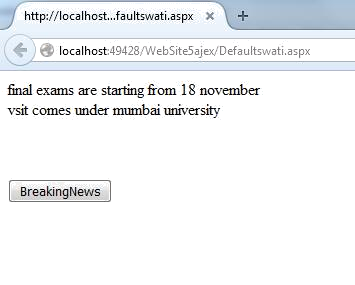 http://localhost...faultswati.aspx
localhost:49428/WebSite5ajex/Defaultswati.aspx
final exams are starting from 18 november
vsit comes under mumbai university
BreakingNews